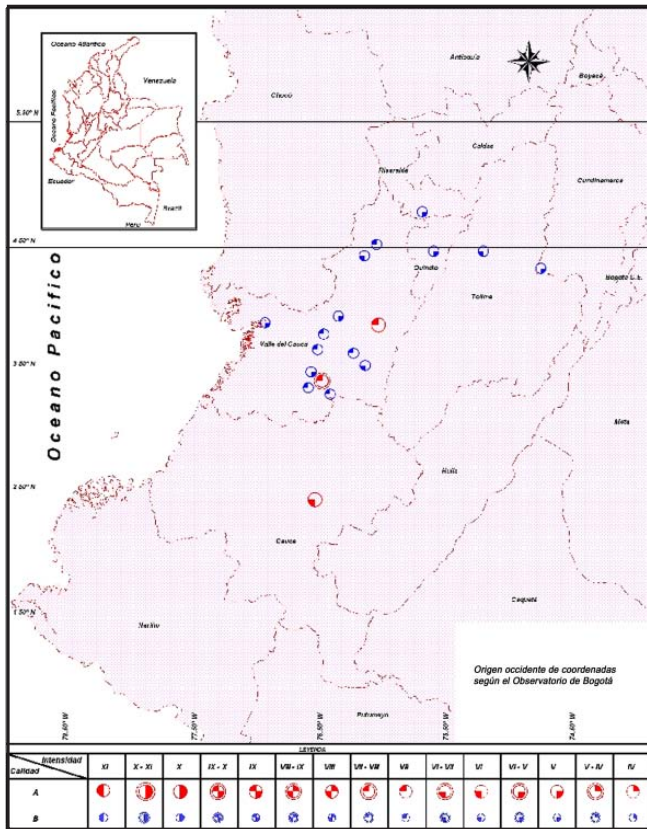 Oceano Atlantico
Venezuela
Oceano Pacifico
Ecuador
Brasil
Peru
Antioquia
Boyacá
Chocó
5.50° N
Caldas
Risaralda
Cundinamarca
4.50° N
Quindio
Bogotá
Tolima
Oceano Pacífico
Valle del Cauca
3.50° N
Meta
Huila
2.50° N
Cauca
Caquetá
1.50° N
Nariño
Origen occidente de coordenadas
según el Observatorio de Bogotá
Putumayo
78.50° W
77.50° W
76.50° W
75.50° W
74.50° W
LEYENDA
Intensidad
Calidad
XI X - XI X IX - X IX VIII - IX VIII VII - VIII VII VI - VII VI VI - V V V - IV IV
A
B